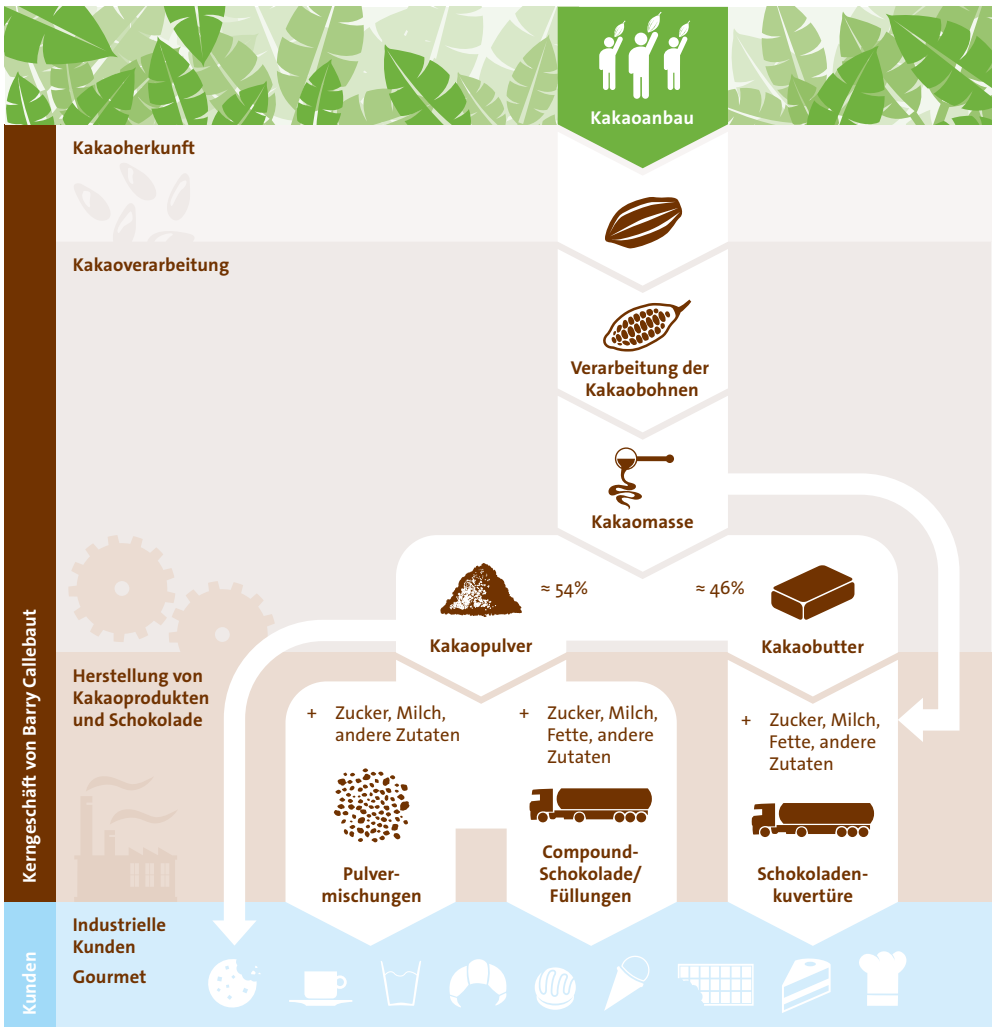 Kakaoanbau
Kerngeschäft von Barry Callebaut
Kakaoherkunft
Kakaoverarbeitung
Verarbeitung der
Kakaobohnen
Kakaomasse
≈ 54%
≈ 46%
Kakaopulver
Kakaobutter
Herstellung von
Kakaoprodukten
und Schokolade
+ Zucker, Milch,
andere Zutaten
+ Zucker, Milch,
Fette, andere
Zutaten
+ Zucker, Milch,
Fette, andere
Zutaten
Pulver-
mischungen
Compound-
Schokolade/
Füllungen
Schokoladen-
kuvertüre
Kunden
Industrielle
Kunden
Gourmet